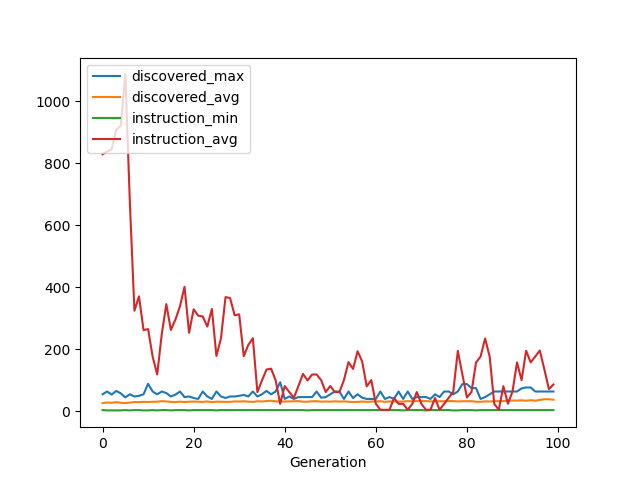 discovered_max
discovered_avg
instruction_min
instruction_avg
1000
800
600
400
200
0
0 20 40 60 80 100
Generation